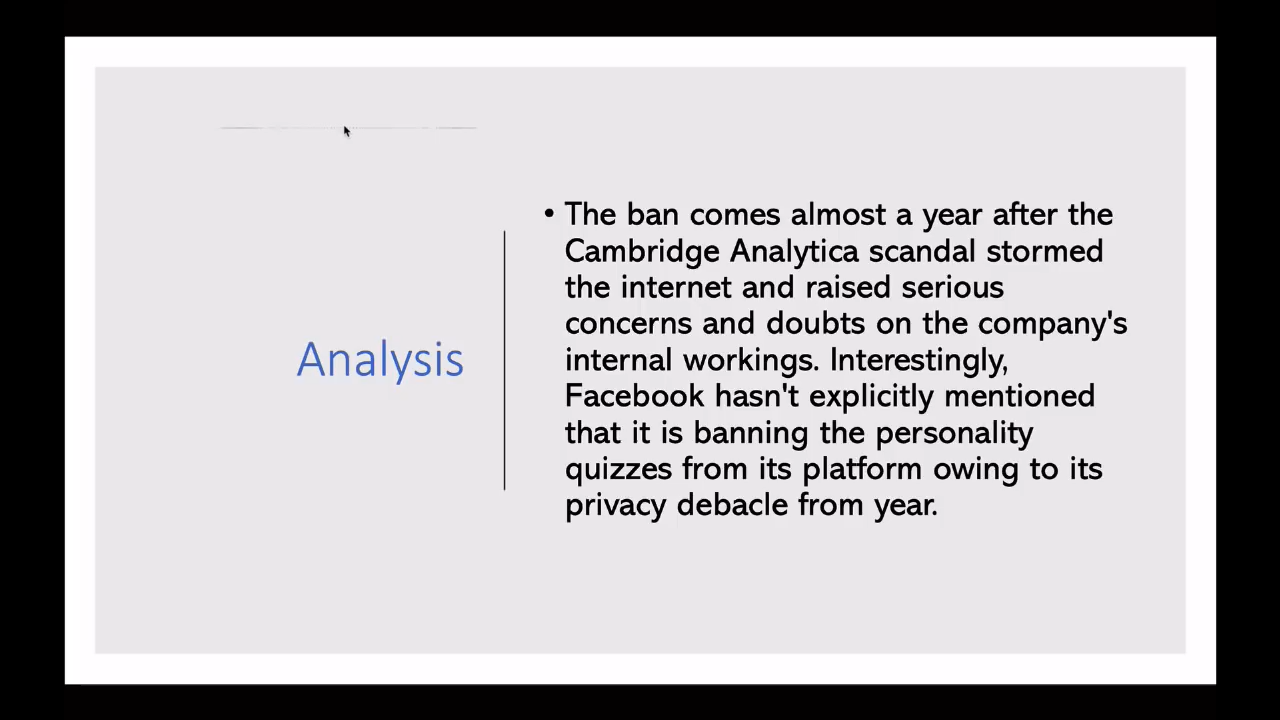 Analysis
• The ban comes almost a year after the
Cambridge Analytica scandal stormed
the internet and raised serious
concerns and doubts on the company's
internal workings. Interestingly,
Facebook hasn't explicitly mentioned
that it is banning the personality
quizzes from its platform owing to its
privacy debacle from year.